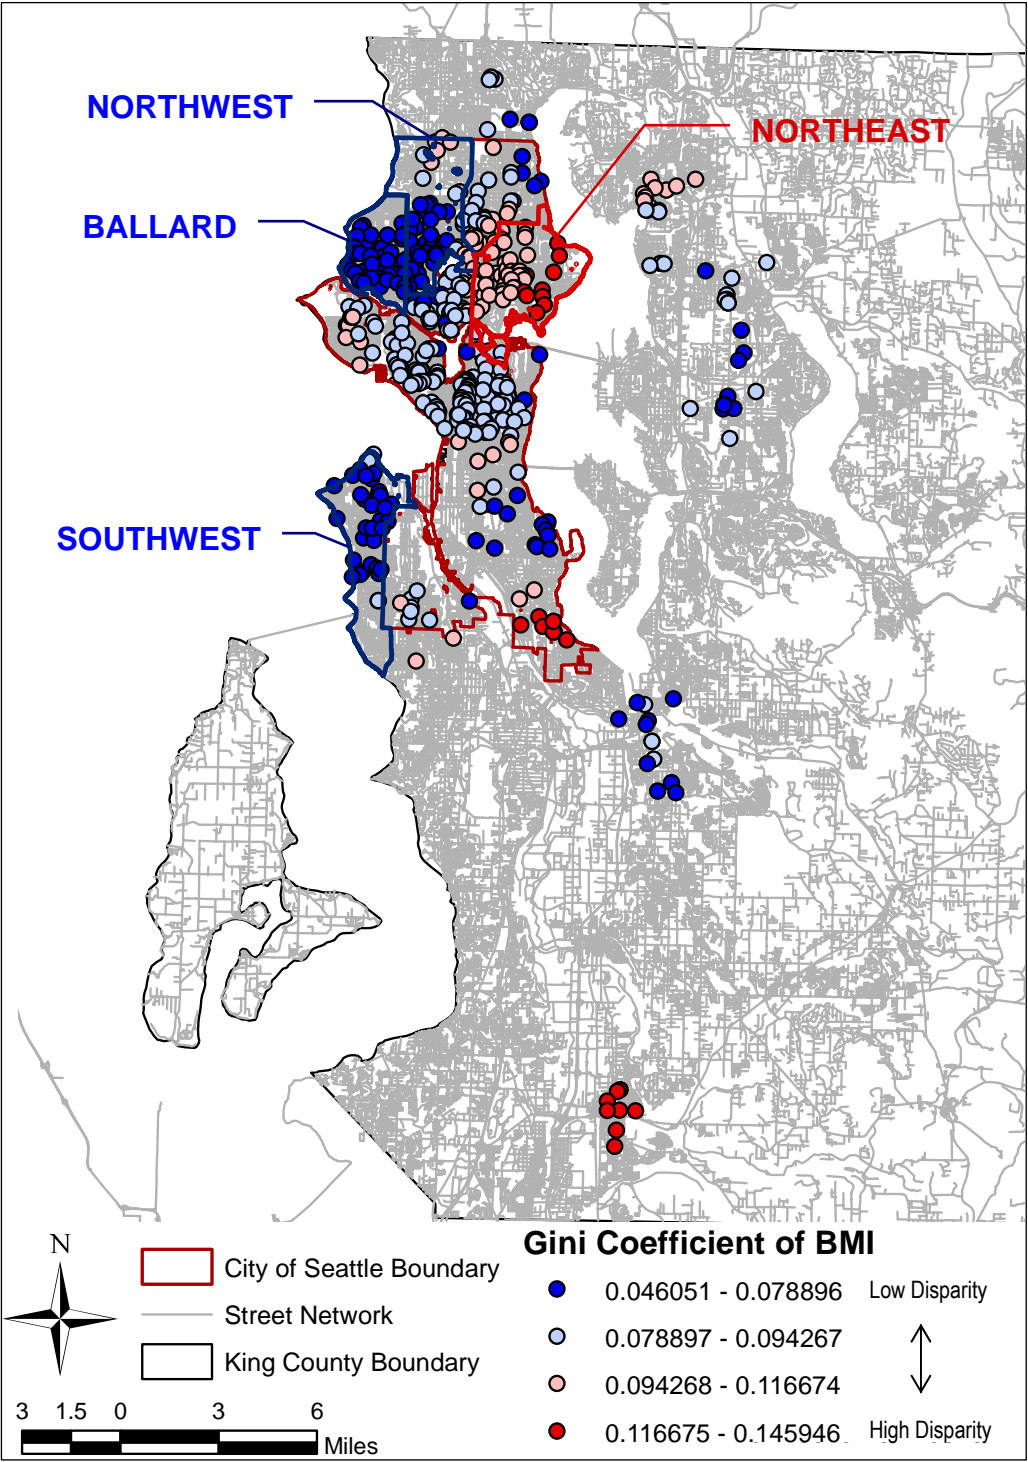 NORTHWEST
NORTHEAST
BALLARD
SOUTHWEST
N
City of Seattle Boundary
Street Network
King County Boundary
3 1.5 0 3 6
Miles
Gini Coefficient of BMI
0.046051 - 0.078896 Low Disparity
0.078897 - 0.094267
0.094268 - 0.116674
0.116675 - 0.145946 High Disparity